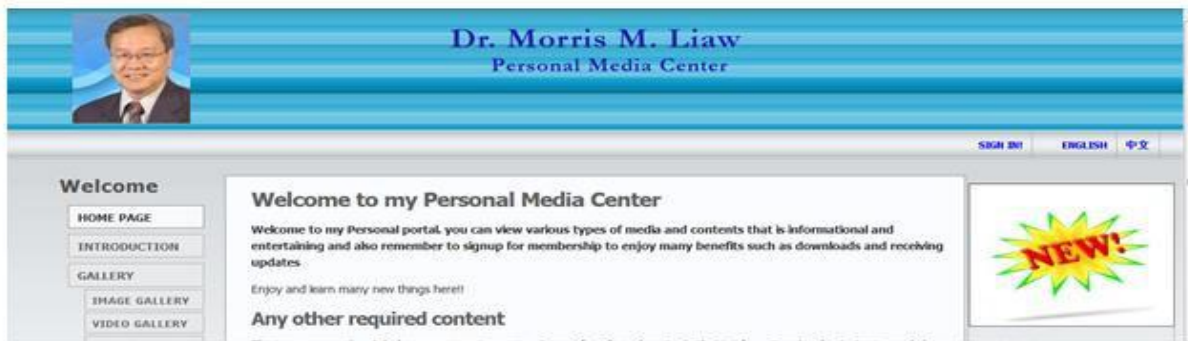 Dr. Morris M. Liaw
Personal Media Center
SIGN IN!
ENGLISH
中文
Welcome
HOME PAGE
INTRODUCTION
GALLERY
IMAGE GALLERY
VIDEO GALLERY
Welcome to my Personal Media Center
Welcome to my Personal portal, you can view various types of media and contents that is informational and
entertaining and also remember to signup for membership to enjoy many benefits such as downloads and receiving
updates
Enjoy and learn many new things here!!
Any other required content
NEW!